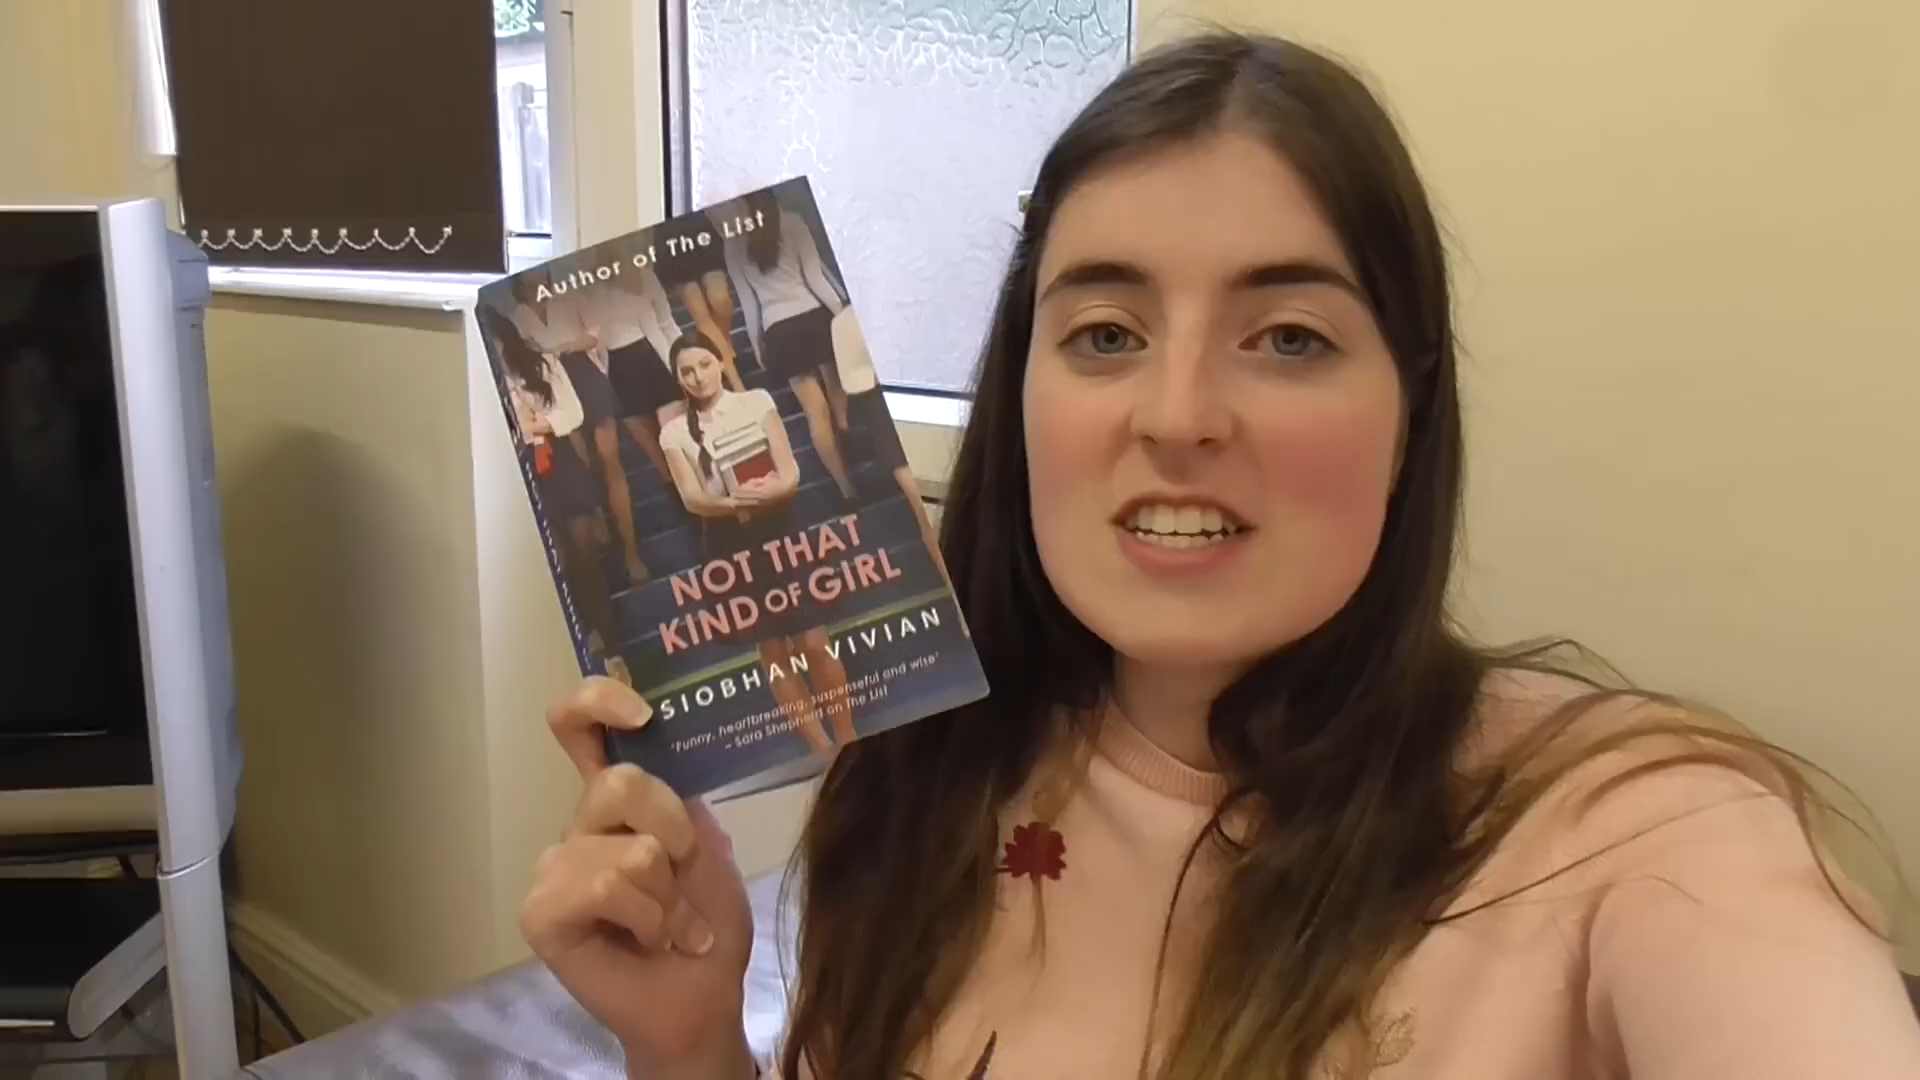 Author of The List
NOT THAT
KIND OF GIRL
SIOBHAN VIVIAN
'Funny, heartbreaking, suspenseful and wise'
– Sara Shepherd on The List